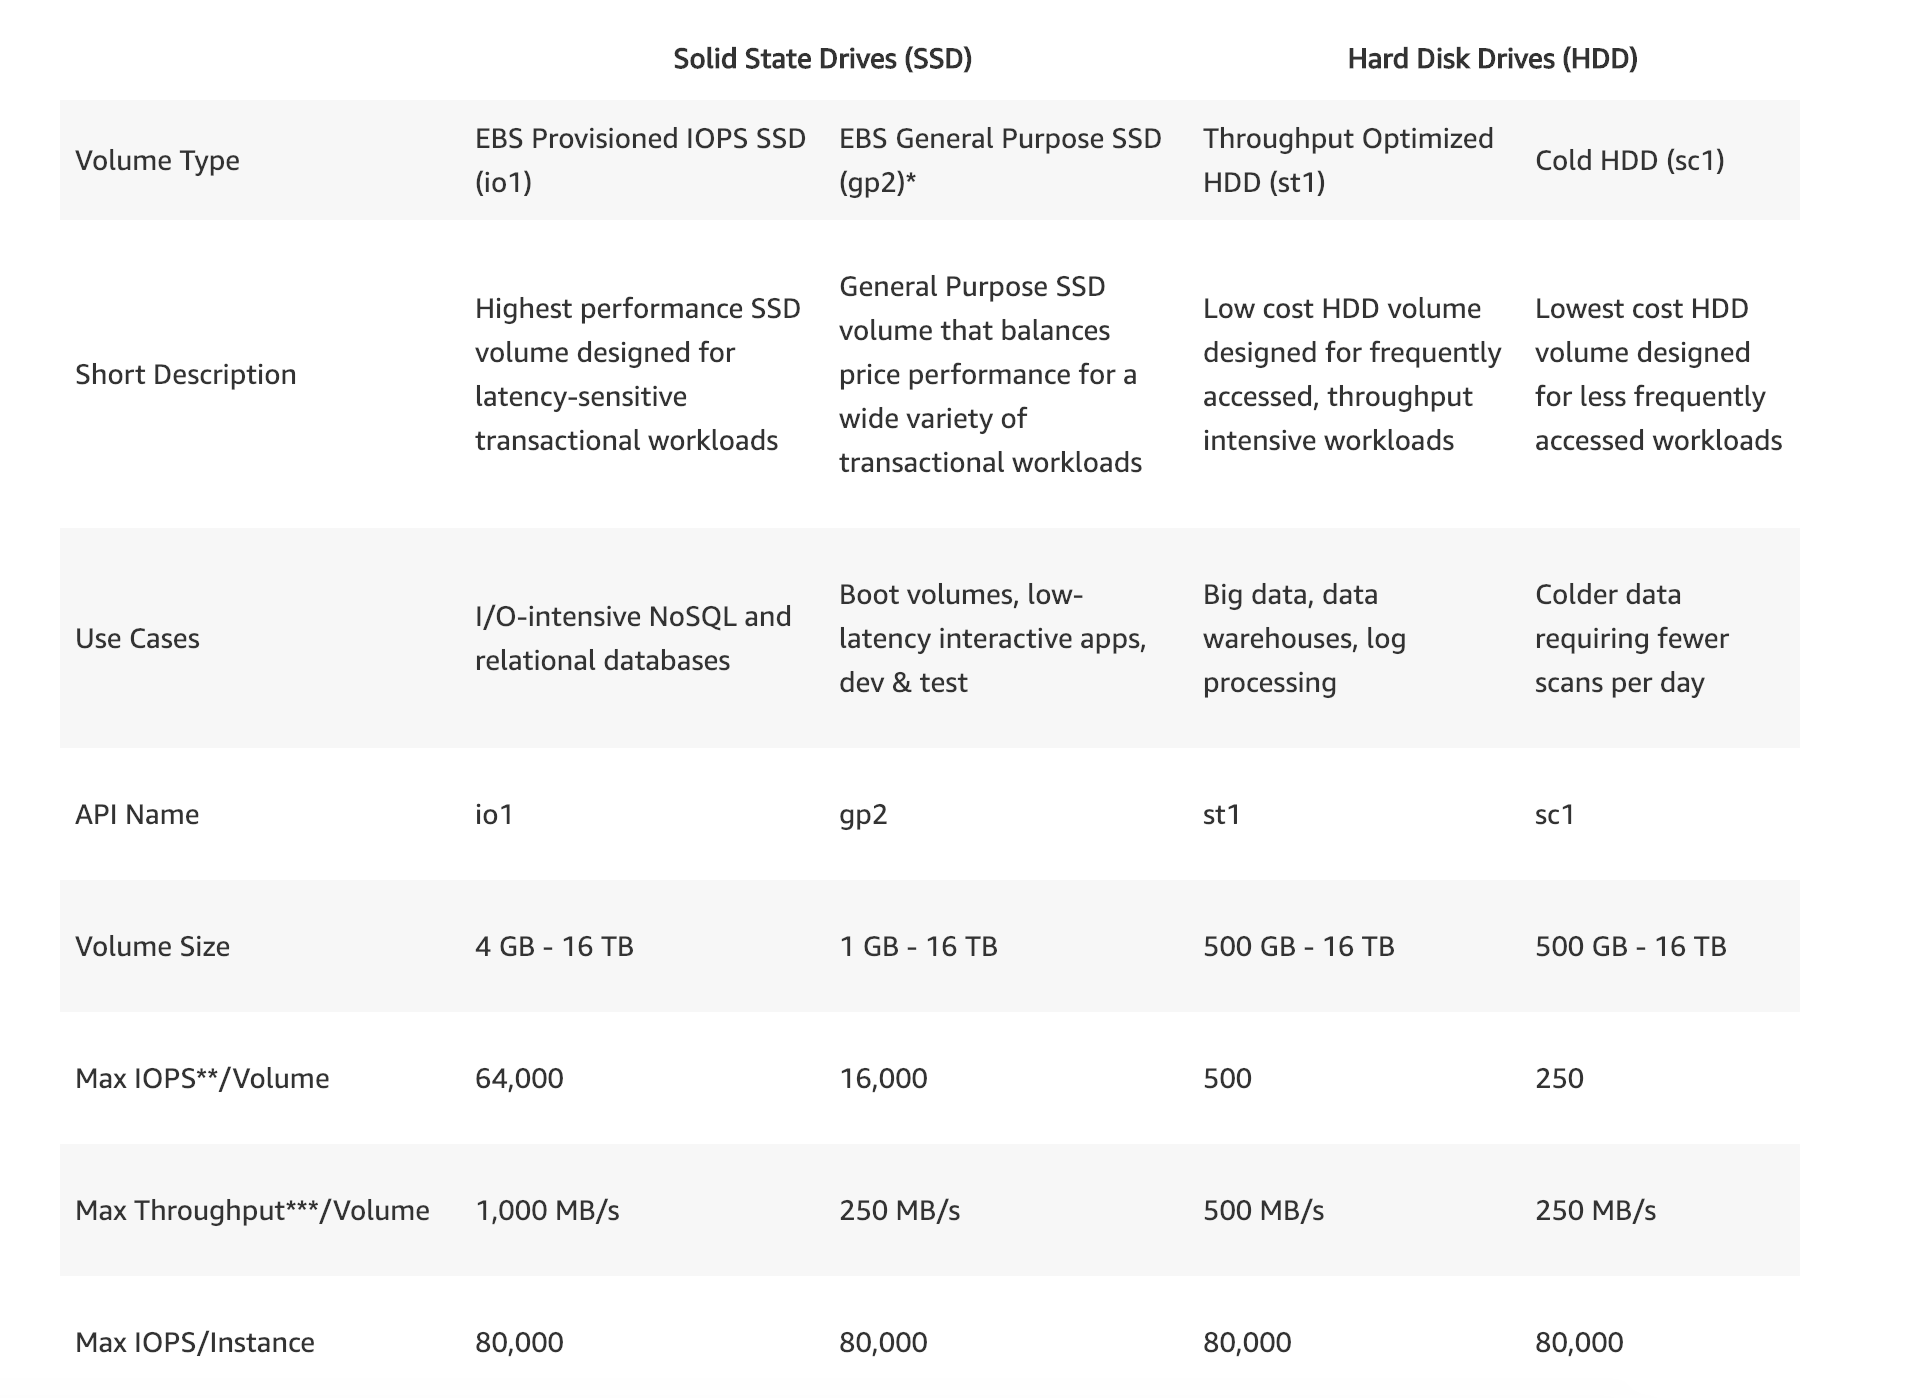 Solid State Drives (SSD) Hard Disk Drives (HDD)
Volume Type
EBS Provisioned IOPS SSD
(io1)
EBS General Purpose SSD
(gp2)*
Throughput Optimized
HDD (st1)
Cold HDD (sc1)
Short Description
Highest performance SSD
volume designed for
latency-sensitive
transactional workloads
General Purpose SSD
volume that balances
price performance for a
wide variety of
transactional workloads
Low cost HDD volume
designed for frequently
accessed, throughput
intensive workloads
Lowest cost HDD
volume designed
for less frequently
accessed workloads
Use Cases
I/O-intensive NoSQL and
relational databases
Boot volumes, low-
latency interactive apps,
dev & test
Big data, data
warehouses, log
processing
Colder data
requiring fewer
scans per day
API Name io1 gp2 st1 sc1
Volume Size 4 GB - 16 TB 1 GB - 16 TB 500 GB - 16 TB 500 GB - 16 TB
Max IOPS**/Volume 64,000 16,000 500 250
Max Throughput***/Volume 1,000 MB/s 250 MB/s 500 MB/s 250 MB/s
Max IOPS/Instance 80,000 80,000 80,000 80,000